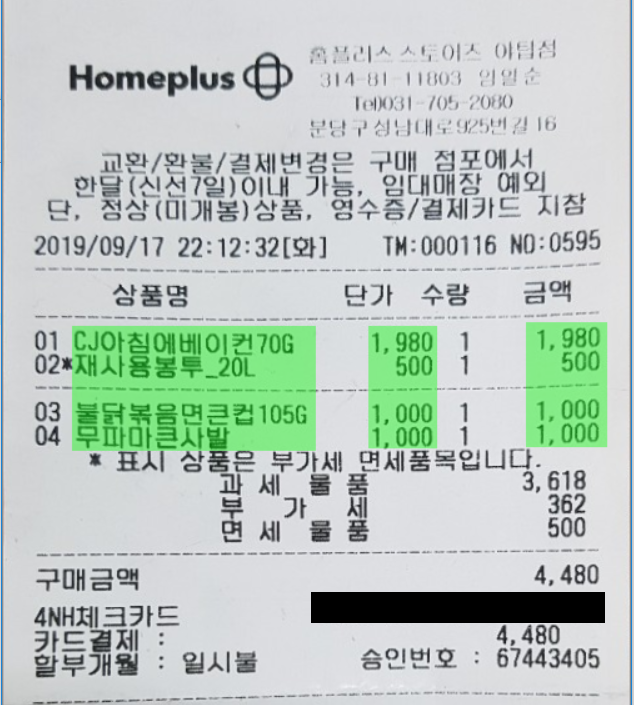 Homeplus
홈플러스스토어즈 야탑점
314-81-11803 임일순
Tel)031-705-2080
분당구성남대로925번길 16
교환/환불/결제변경은 구매 점포에서
한달(신선7일)이내 가능, 임대매장 예외
단, 정상(미개봉)상품, 영수증/결제카드 지참
2019/09/17 22:12:32[화] TM:000116 NO:0595
상품명 단가 수량 금액
01 CJ아침에베이컨70G 1,980 1 1,980
02*재사용봉투_20L 500 1 500
03 불닭볶음면큰컵105G 1,000 1 1,000
04 무파마큰사발 1,000 1 1,000
* 표시 상품은 부가세 면세품목입니다.
과 세 물 품 3,618
부 가 세 362
면 세 물 품 500
구매금액 4,480
4NH체크카드
카드결제 : 4,480
할부개월 : 일시불 승인번호 : 67443405